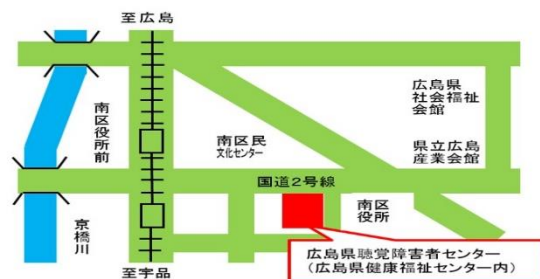 至広島
広島県
社会福祉
会館
南区役所前
南区民
文化センター
県立広島
産業会館
国道2号線
南区
役所
京橋川
広島県聴覚障害者センター
（広島県健康福祉センター内）
至宇品